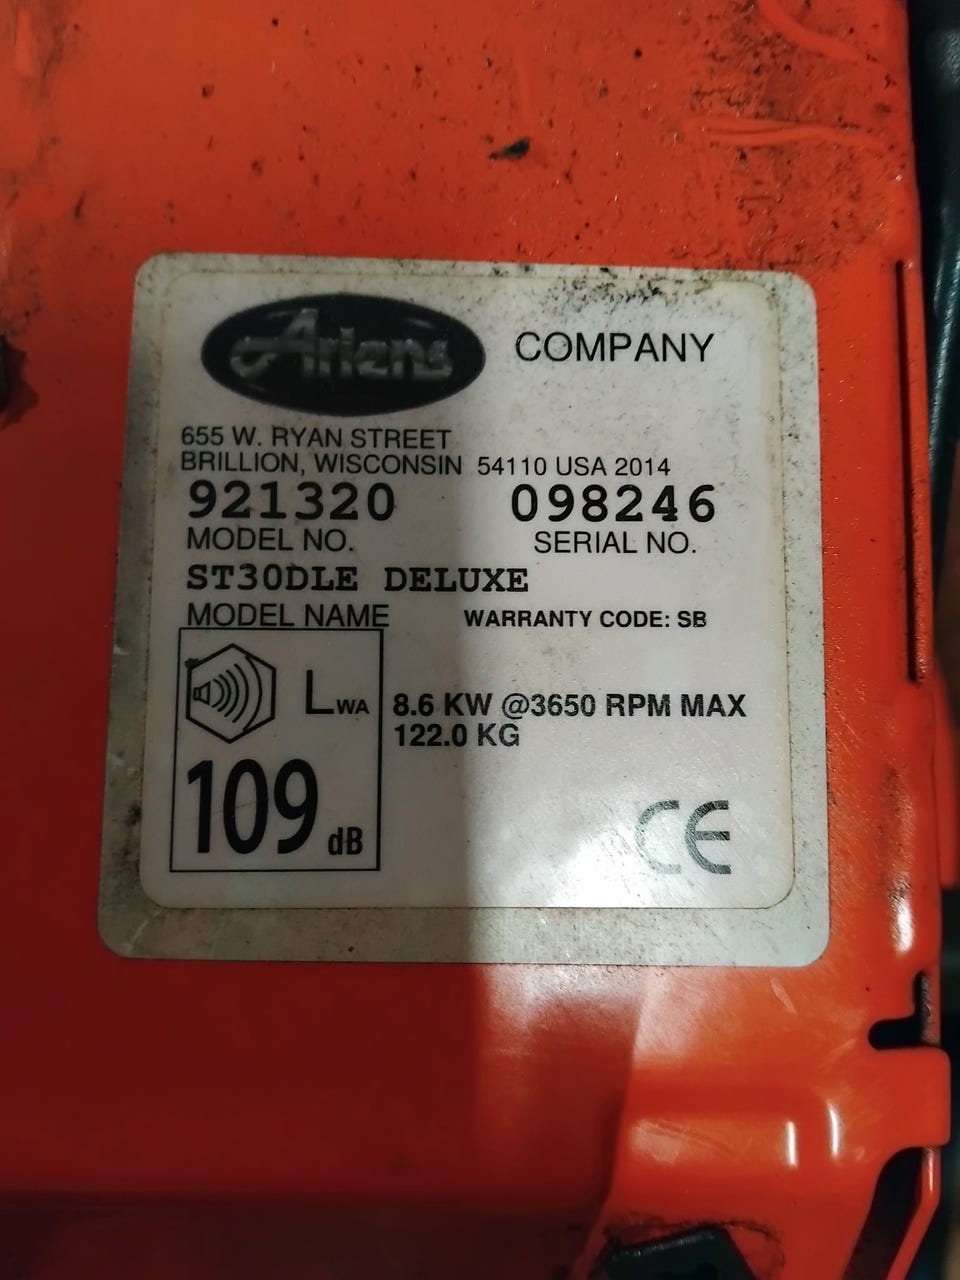 Ariens COMPANY
655 W. RYAN STREET
BRILLION, WISCONSIN 54110 USA 2014
921320 098246
MODEL NO. SERIAL NO.
ST30DLE DELUXE
MODEL NAME WARRANTY CODE: SB
LWA 8.6 KW @3650 RPM MAX
122.0 KG
109 dB
CE